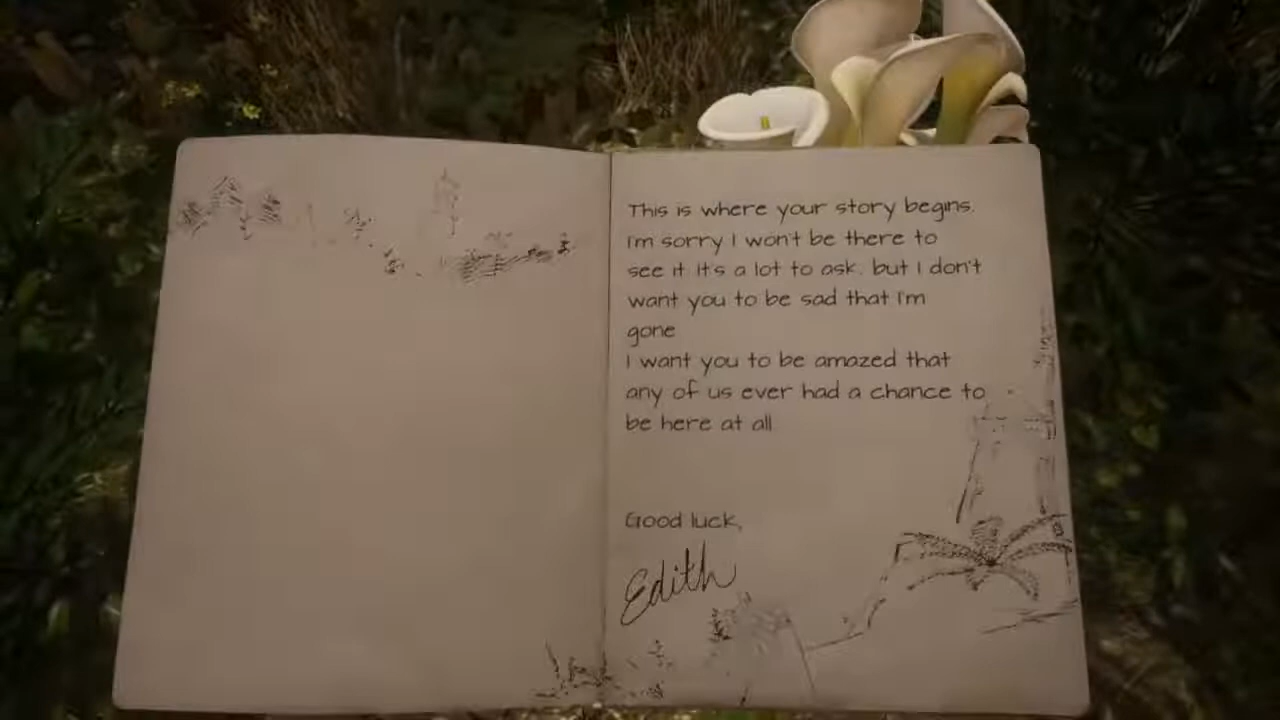 This is where your story begins.
I'm sorry I won't be there to
see it. It's a lot to ask, but I don't
want you to be sad that I'm
gone
I want you to be amazed that
any of us ever had a chance to
be here at all
Good luck,
Edith